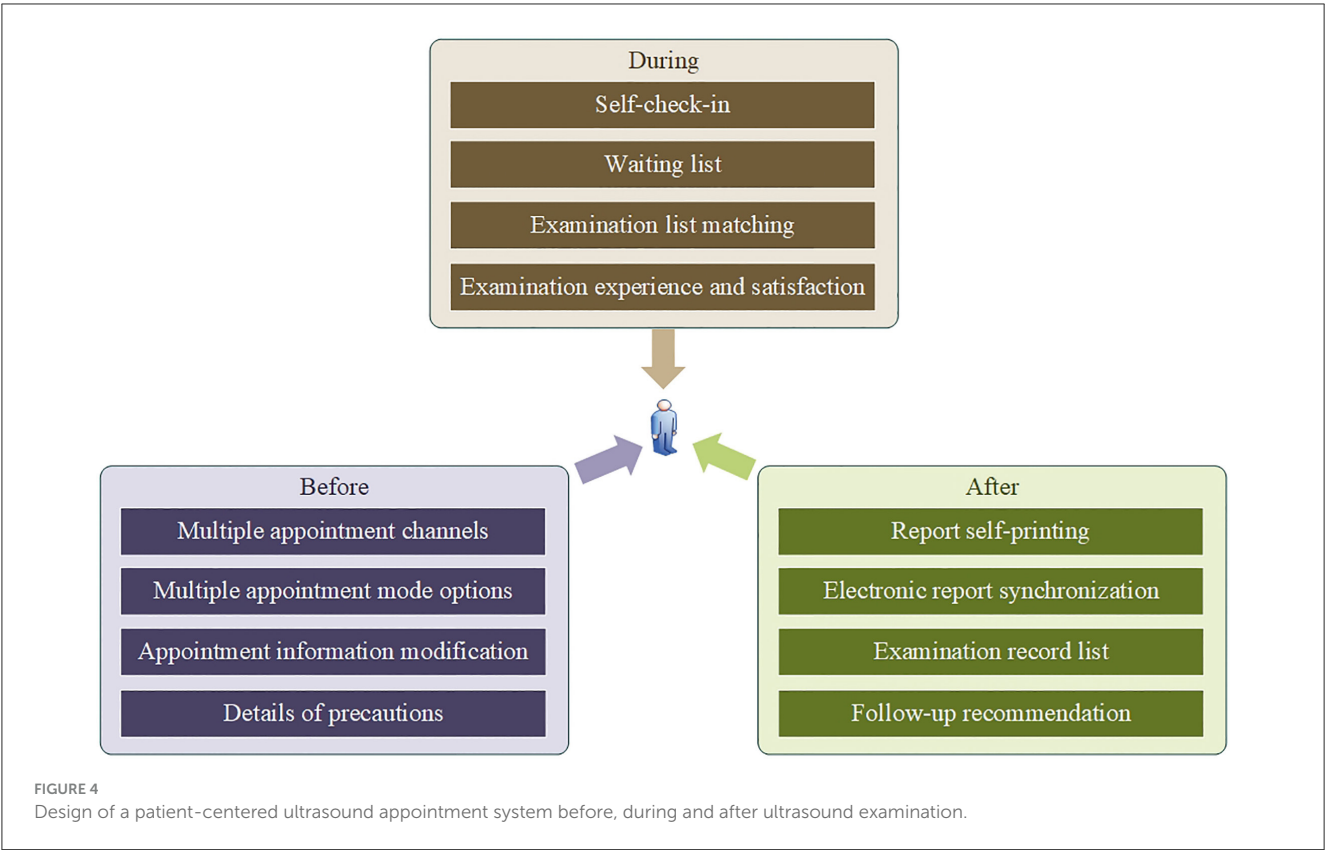 During
Self-check-in
Waiting list
Examination list matching
Examination experience and satisfaction
Before
Multiple appointment channels
Multiple appointment mode options
Appointment information modification
Details of precautions
After
Report self-printing
Electronic report synchronization
Examination record list
Follow-up recommendation
FIGURE 4
Design of a patient-centered ultrasound appointment system before, during and after ultrasound examination.